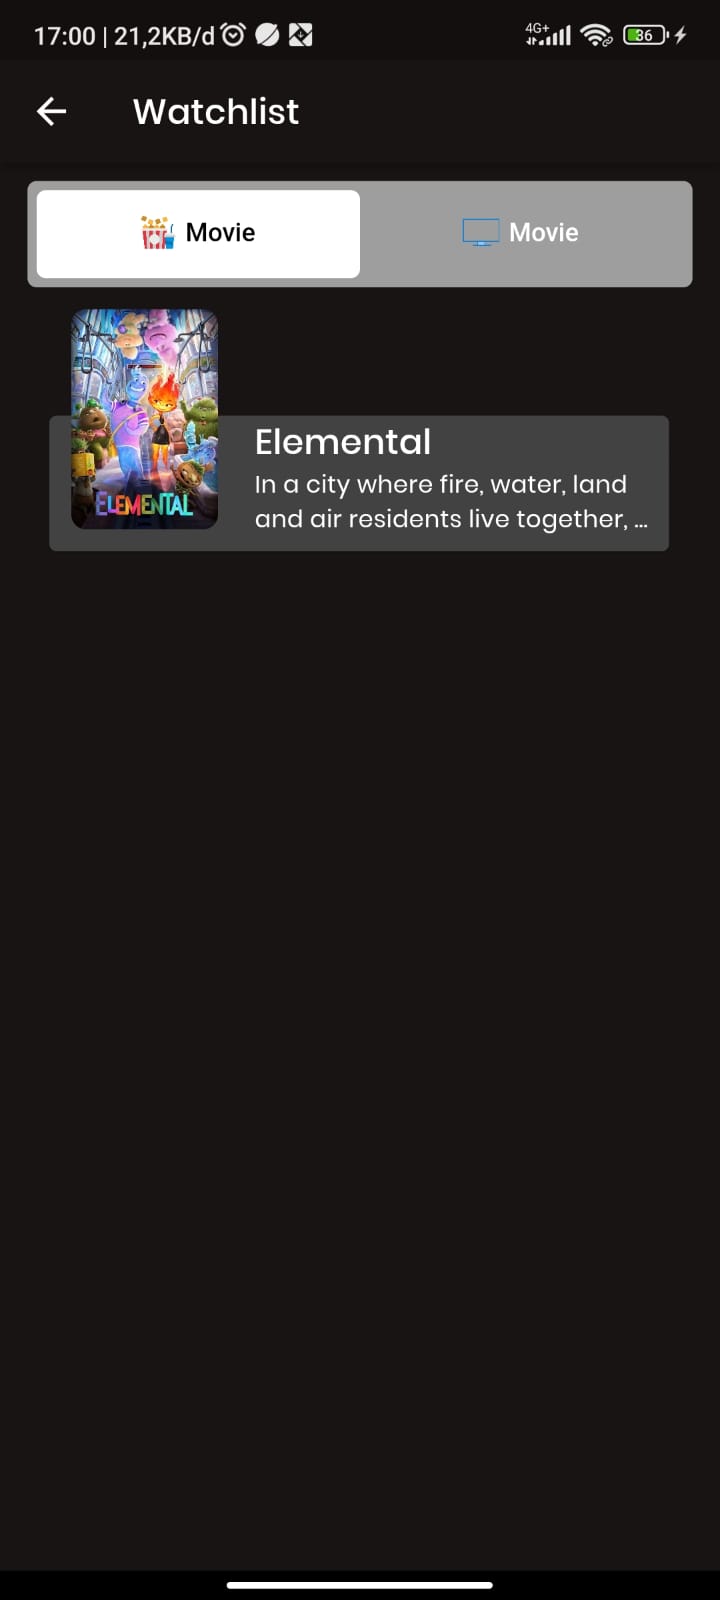 17:00 | 21,2KB/d
4G+
36
Watchlist
Movie
Movie
ELEMENTAL
Elemental
In a city where fire, water, land
and air residents live together, ...